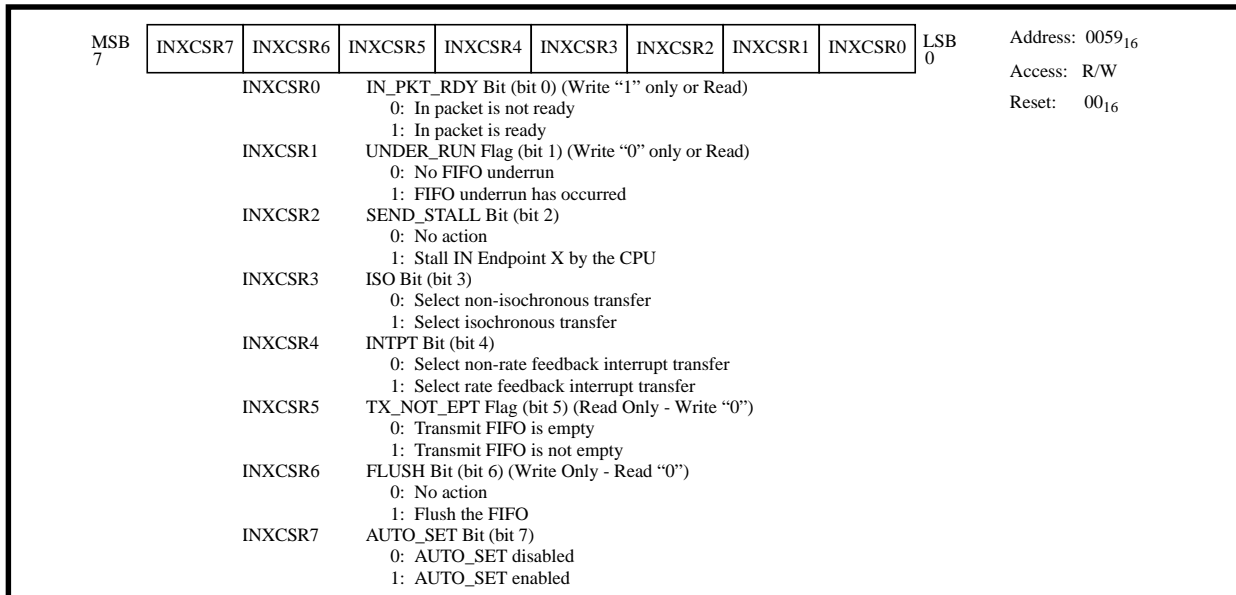 MSB INXCSR7 INXCSR6 INXCSR5 INXCSR4 INXCSR3 INXCSR2 INXCSR1 INXCSR0 LSB Address: 0059₁₆
7 0
Access: R/W
INXCSR0 IN_PKT_RDY Bit (bit 0) (Write “1” only or Read)
Reset: 00₁₆
0: In packet is not ready
1: In packet is ready
INXCSR1 UNDER_RUN Flag (bit 1) (Write “0” only or Read)
0: No FIFO underrun
1: FIFO underrun has occurred
INXCSR2 SEND_STALL Bit (bit 2)
0: No action
1: Stall IN Endpoint X by the CPU
INXCSR3 ISO Bit (bit 3)
0: Select non-isochronous transfer
1: Select isochronous transfer
INXCSR4 INTPT Bit (bit 4)
0: Select non-rate feedback interrupt transfer
1: Select rate feedback interrupt transfer
INXCSR5 TX_NOT_EPT Flag (bit 5) (Read Only - Write “0”)
0: Transmit FIFO is empty
1: Transmit FIFO is not empty
INXCSR6 FLUSH Bit (bit 6) (Write Only - Read “0”)
0: No action
1: Flush the FIFO
INXCSR7 AUTO_SET Bit (bit 7)
0: AUTO_SET disabled
1: AUTO_SET enabled